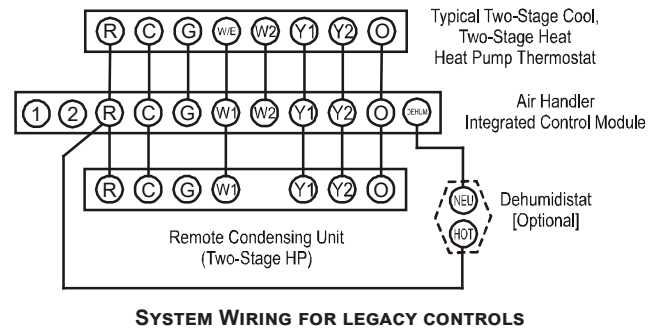 R C G W/E W2 Y1 Y2 O
Typical Two-Stage Cool,
Two-Stage Heat
Heat Pump Thermostat
1 2 R C G W1 W2 Y1 Y2 O DEHUM
Air Handler
Integrated Control Module
R C G W1 Y1 Y2 O
NEU
HOT
Dehumidistat
[Optional]
Remote Condensing Unit
(Two-Stage HP)
SYSTEM WIRING FOR LEGACY CONTROLS